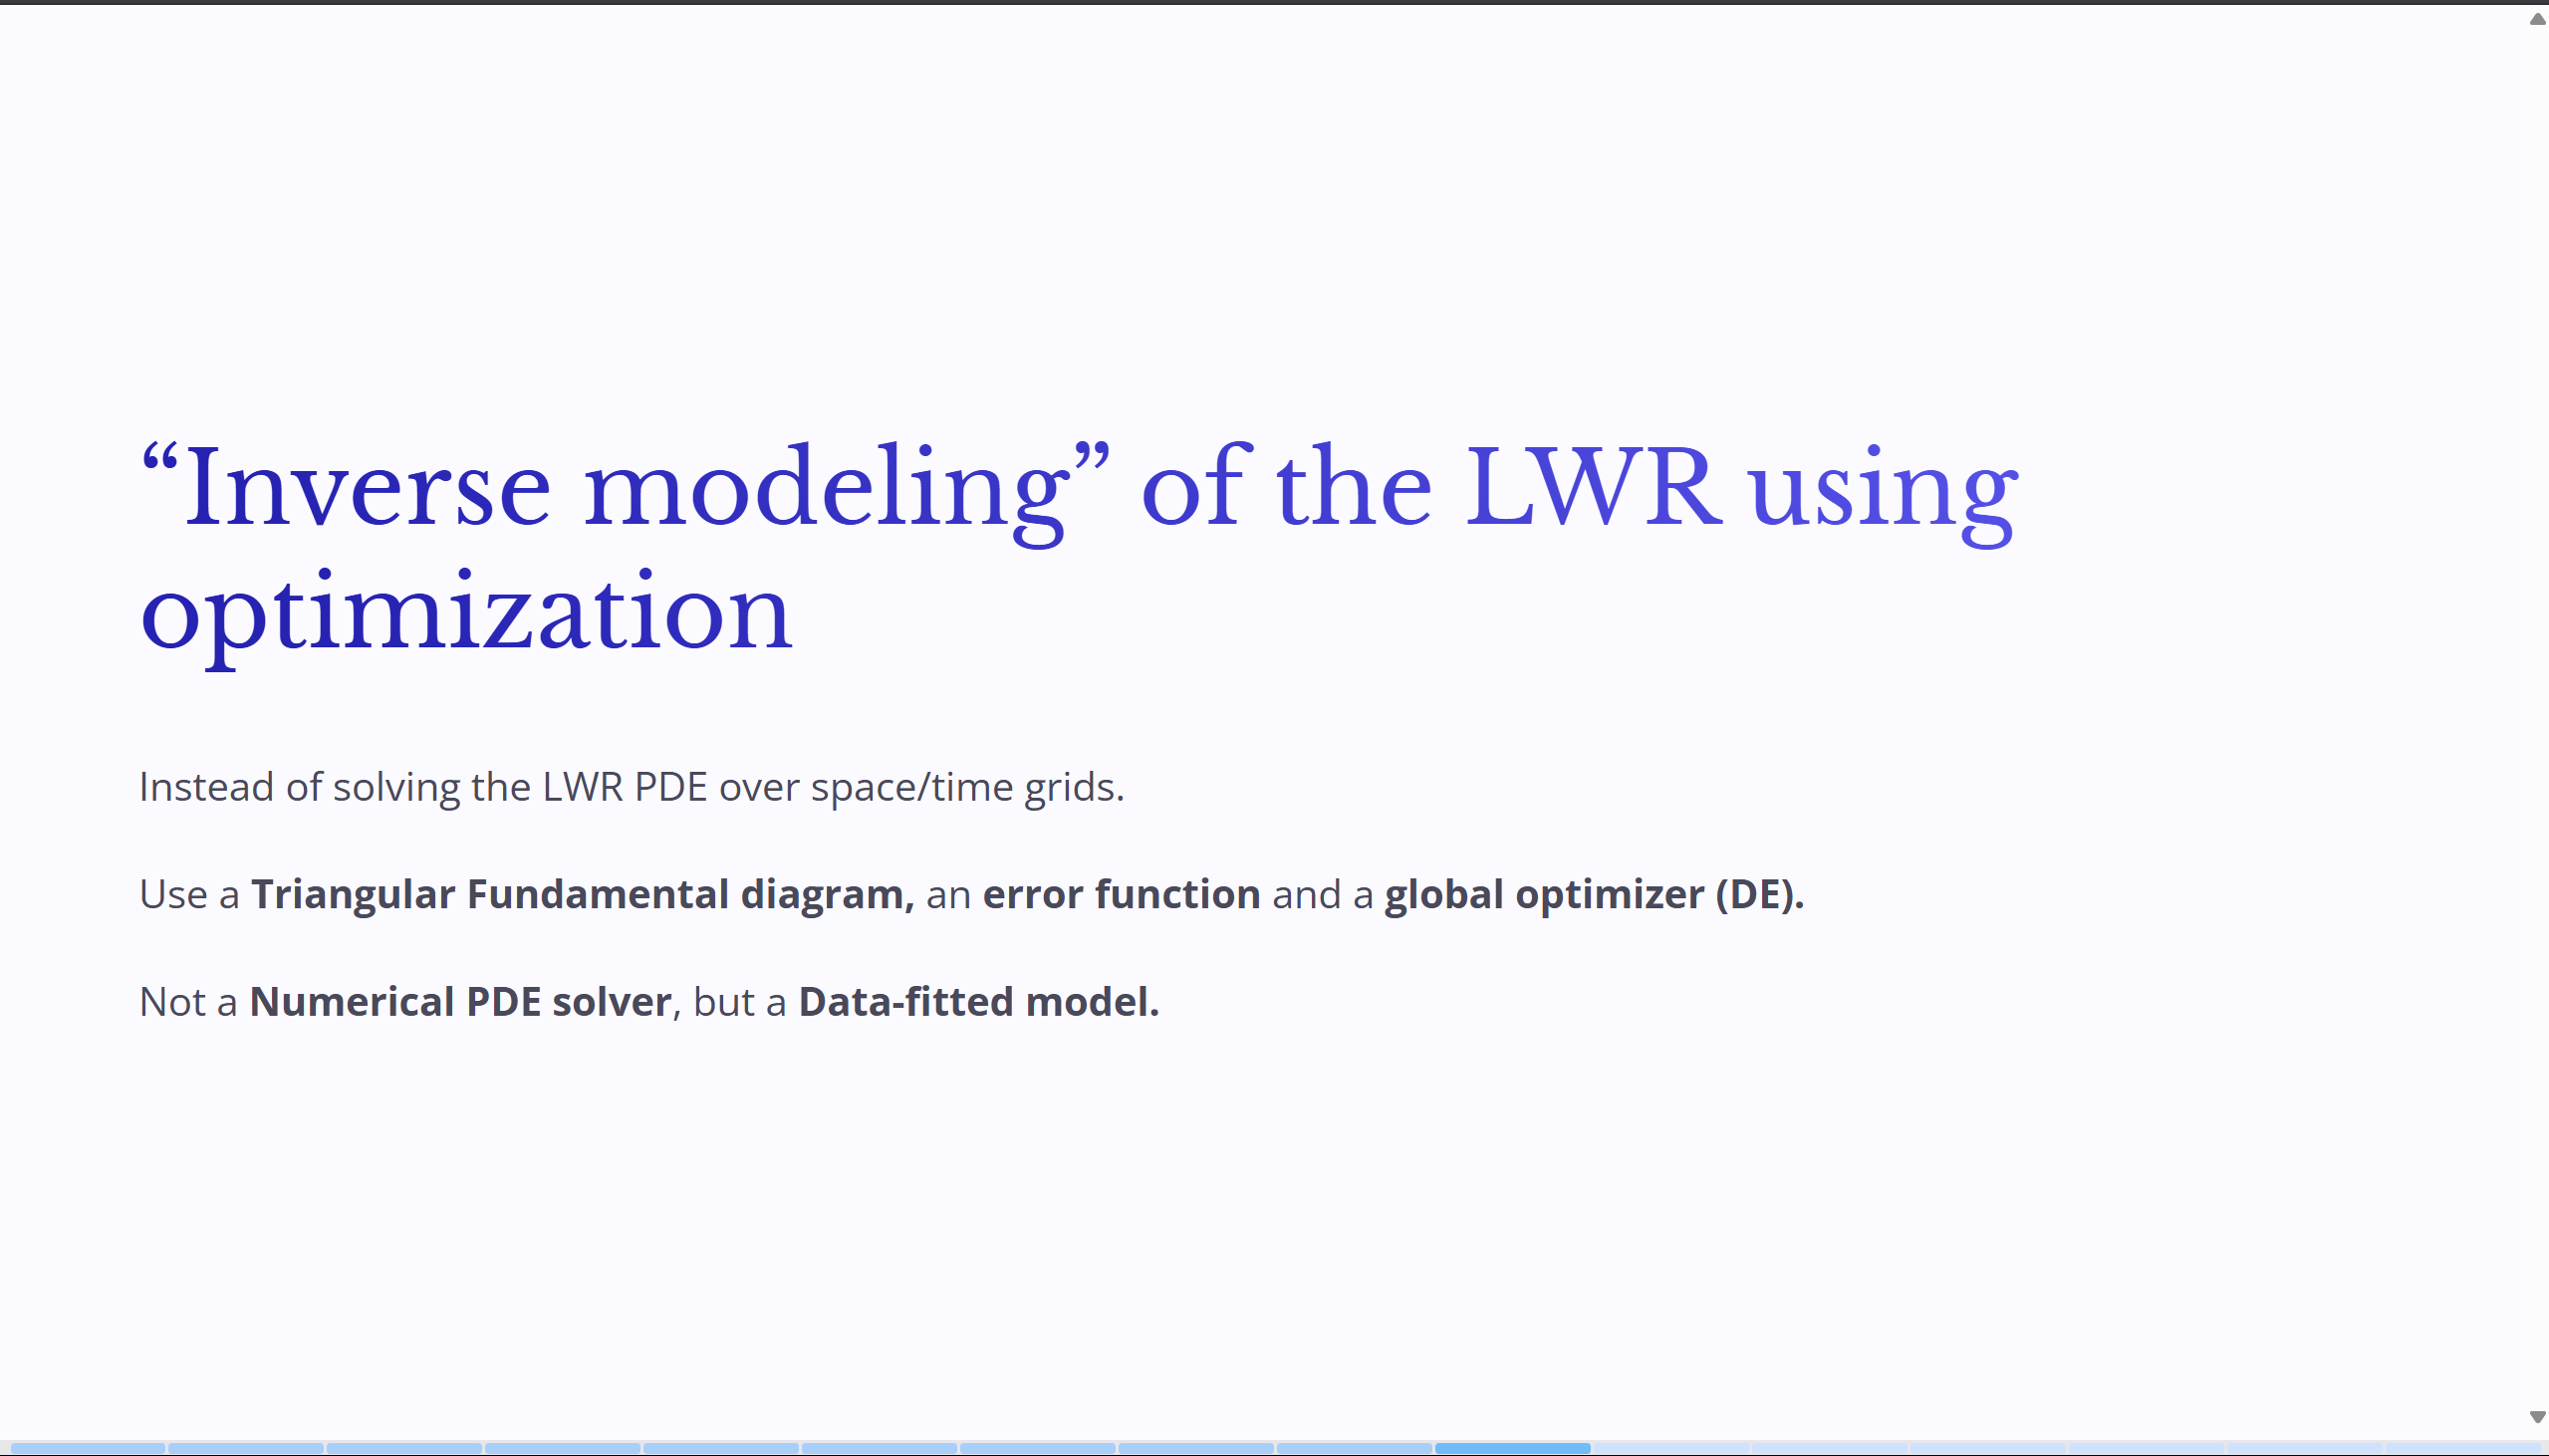 “Inverse modeling” of the LWR using
optimization
Instead of solving the LWR PDE over space/time grids.
Use a Triangular Fundamental diagram, an error function and a global optimizer (DE).
Not a Numerical PDE solver, but a Data-fitted model.